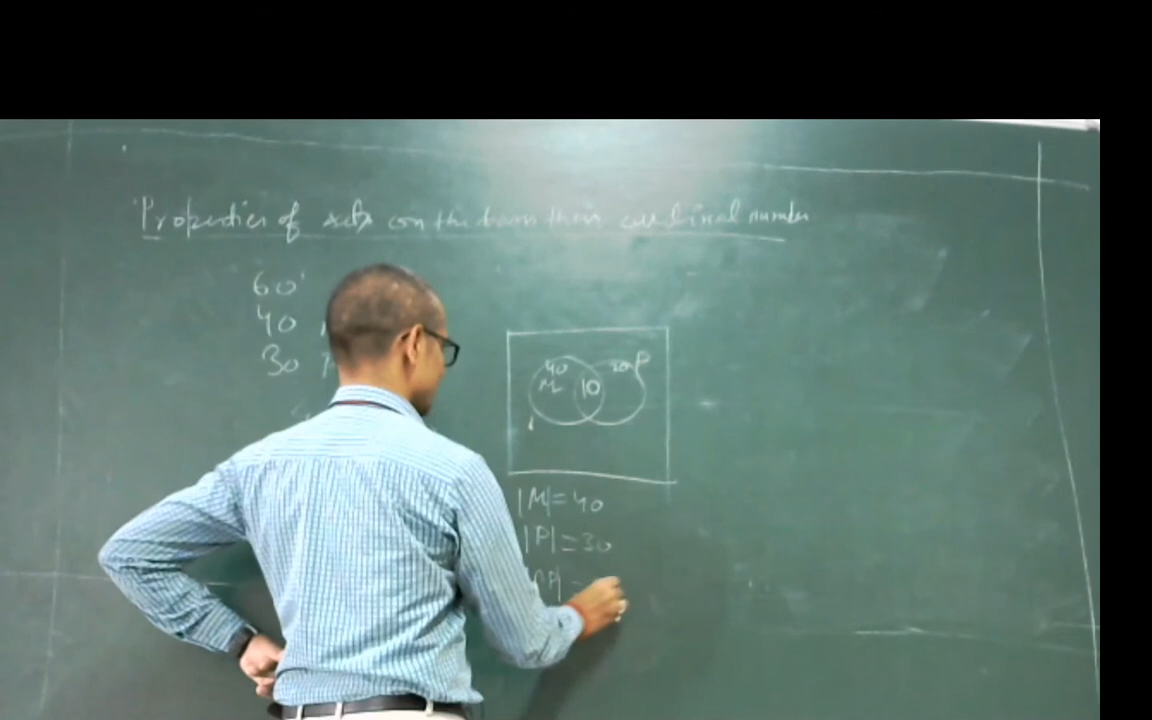 Properties of sets on the basis their cardinal number
60
40
30
40 20 P
M 10
|M| = 40
|P| = 30